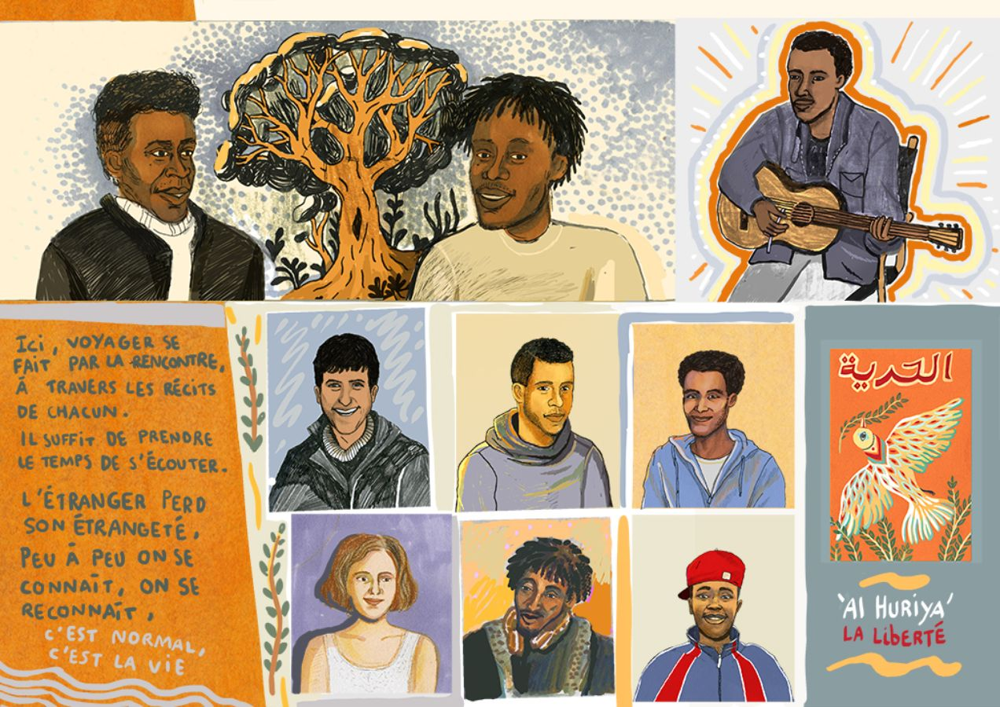 ICI, VOYAGER SE
FAIT PAR LA RENCONTRE,
À TRAVERS LES RÉCITS
DE CHACUN.
IL SUFFIT DE PRENDRE
LE TEMPS DE S'ÉCOUTER.
L'ÉTRANGER PERD
SON ÉTRANGETÉ,
PEU À PEU ON SE
CONNAÎT, ON SE
RECONNAÎT,
C'EST NORMAL,
C'EST LA VIE
الحرية
'Al HURiYA'
LA LiBERTÉ